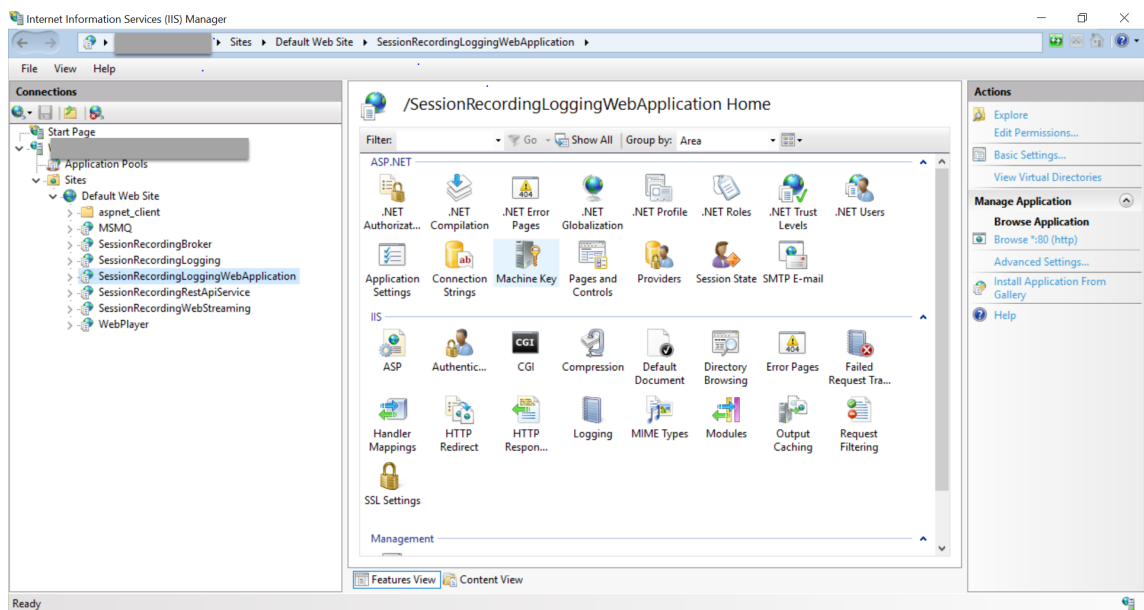 Internet Information Services (IIS) Manager
Sites Default Web Site SessionRecordingLoggingWebApplication
File View Help
Connections
Start Page
Application Pools
Sites
Default Web Site
aspnet_client
MSMQ
SessionRecordingBroker
SessionRecordingLogging
SessionRecordingLoggingWebApplication
SessionRecordingRestApiService
SessionRecordingWebStreaming
WebPlayer
/SessionRecordingLoggingWebApplication Home
Filter: Go Show All Group by: Area
ASP.NET
.NET Authorizat...
.NET Compilation
.NET Error Pages
.NET Globalization
.NET Profile
.NET Roles
.NET Trust Levels
.NET Users
Application Settings
Connection Strings
Machine Key
Pages and Controls
Providers
Session State
SMTP E-mail
IIS
ASP
Authentic...
CGI
Compression
Default Document
Directory Browsing
Error Pages
Failed Request Tra...
Handler Mappings
HTTP Redirect
HTTP Respon...
Logging
MIME Types
Modules
Output Caching
Request Filtering
SSL Settings
Management
Features View Content View
Actions
Explore
Edit Permissions...
Basic Settings...
View Virtual Directories
Manage Application
Browse Application
Browse *:80 (http)
Advanced Settings...
Install Application From
Gallery
Help
Ready